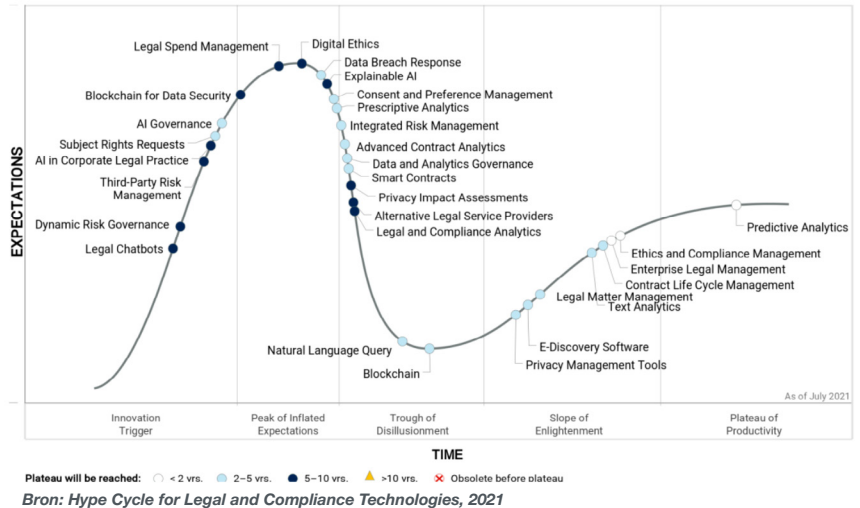 Legal Spend Management
Digital Ethics
Data Breach Response
Explainable AI
Blockchain for Data Security
Consent and Preference Management
Prescriptive Analytics
AI Governance
Integrated Risk Management
Subject Rights Requests
Advanced Contract Analytics
AI in Corporate Legal Practice
Data and Analytics Governance
Smart Contracts
Third-Party Risk
Management
Privacy Impact Assessments
Alternative Legal Service Providers
Dynamic Risk Governance
Legal and Compliance Analytics
Legal Chatbots
EXPECTATIONS
Predictive Analytics
Ethics and Compliance Management
Enterprise Legal Management
Contract Life Cycle Management
Legal Matter Management
Text Analytics
Natural Language Query
E-Discovery Software
Blockchain
Privacy Management Tools
As of July 2021
Innovation
Trigger
Peak of Inflated
Expectations
Trough of
Disillusionment
Slope of
Enlightenment
Plateau of
Productivity
TIME
Plateau will be reached: < 2 yrs. 2–5 yrs. 5–10 yrs. >10 yrs. Obsolete before plateau
Bron: Hype Cycle for Legal and Compliance Technologies, 2021